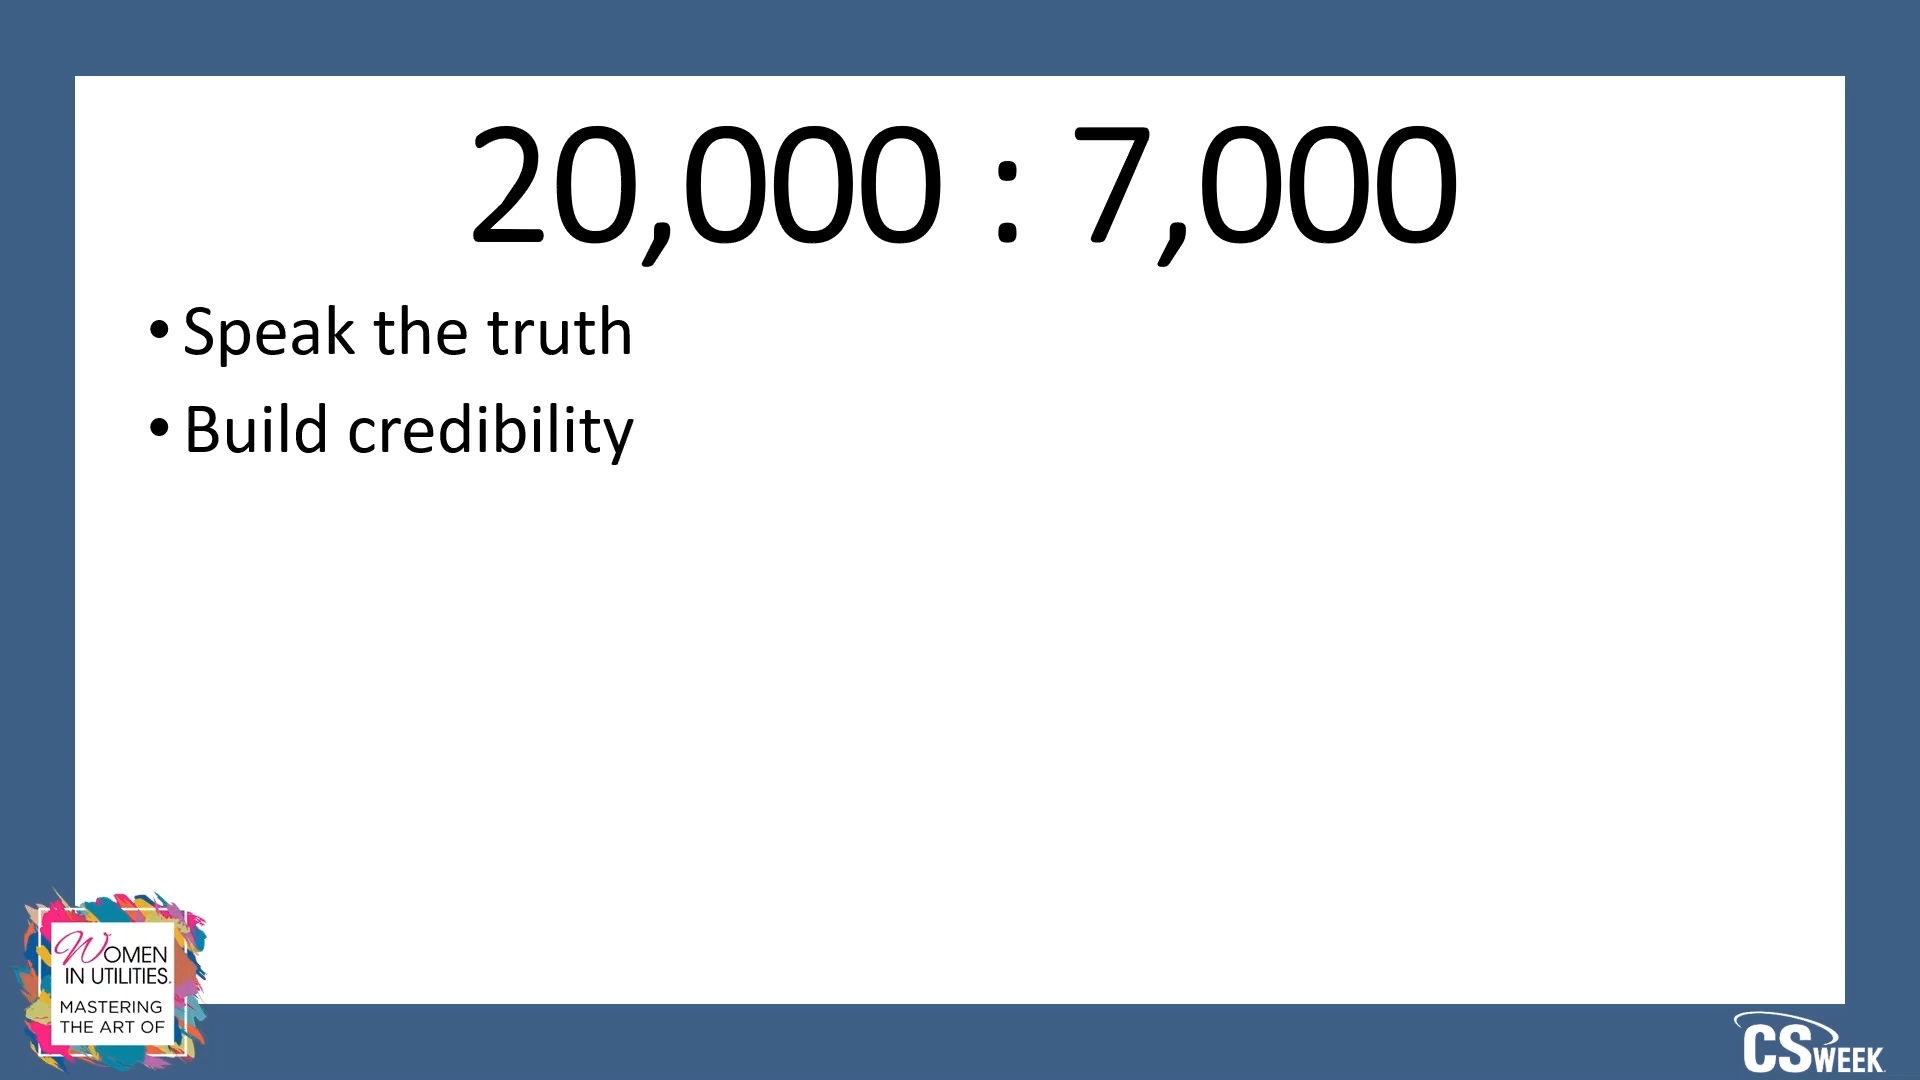 20,000 : 7,000
• Speak the truth
• Build credibility
WOMEN
IN UTILITIES.
MASTERING
THE ART OF
CSWEEK